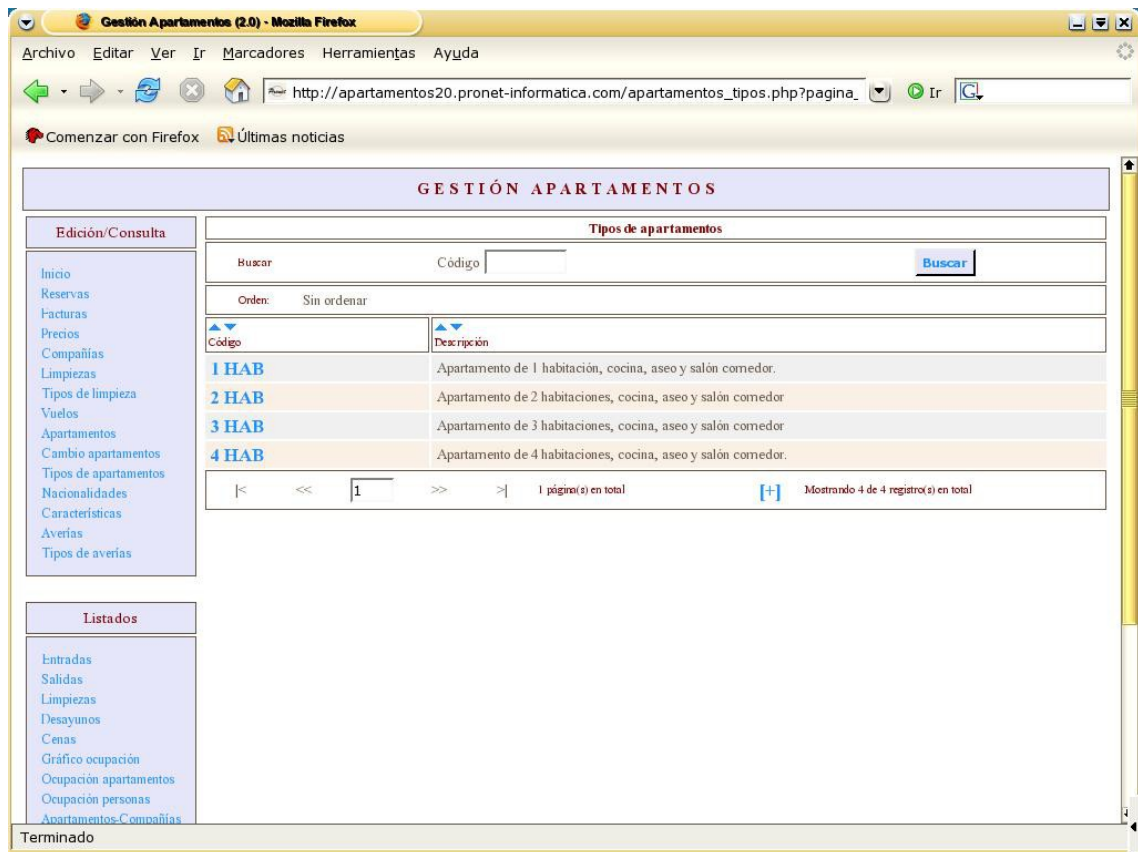 Gestión Apartamentos (2.0) - Mozilla Firefox
Archivo Editar Ver Ir Marcadores Herramientas Ayuda
http://apartamentos20.pronet-informatica.com/apartamentos_tipos.php?pagina_ Ir G
Comenzar con Firefox Últimas noticias
GESTIÓN APARTAMENTOS
Edición/Consulta
Inicio
Reservas
Facturas
Precios
Compañías
Limpiezas
Tipos de limpieza
Vuelos
Apartamentos
Cambio apartamentos
Tipos de apartamentos
Nacionalidades
Características
Averías
Tipos de averías
Listados
Entradas
Salidas
Limpiezas
Desayunos
Cenas
Gráfico ocupación
Ocupación apartamentos
Ocupación personas
Apartamentos-Compañías
Tipos de apartamentos
Buscar Código Buscar
Orden: Sin ordenar
Código Descripción
1 HAB Apartamento de 1 habitación, cocina, aseo y salón comedor.
2 HAB Apartamento de 2 habitaciones, cocina, aseo y salón comedor
3 HAB Apartamento de 3 habitaciones, cocina, aseo y salón comedor
4 HAB Apartamento de 4 habitaciones, cocina, aseo y salón comedor.
|< << 1 >> >| 1 página(s) en total [+] Mostrando 4 de 4 registro(s) en total
Terminado